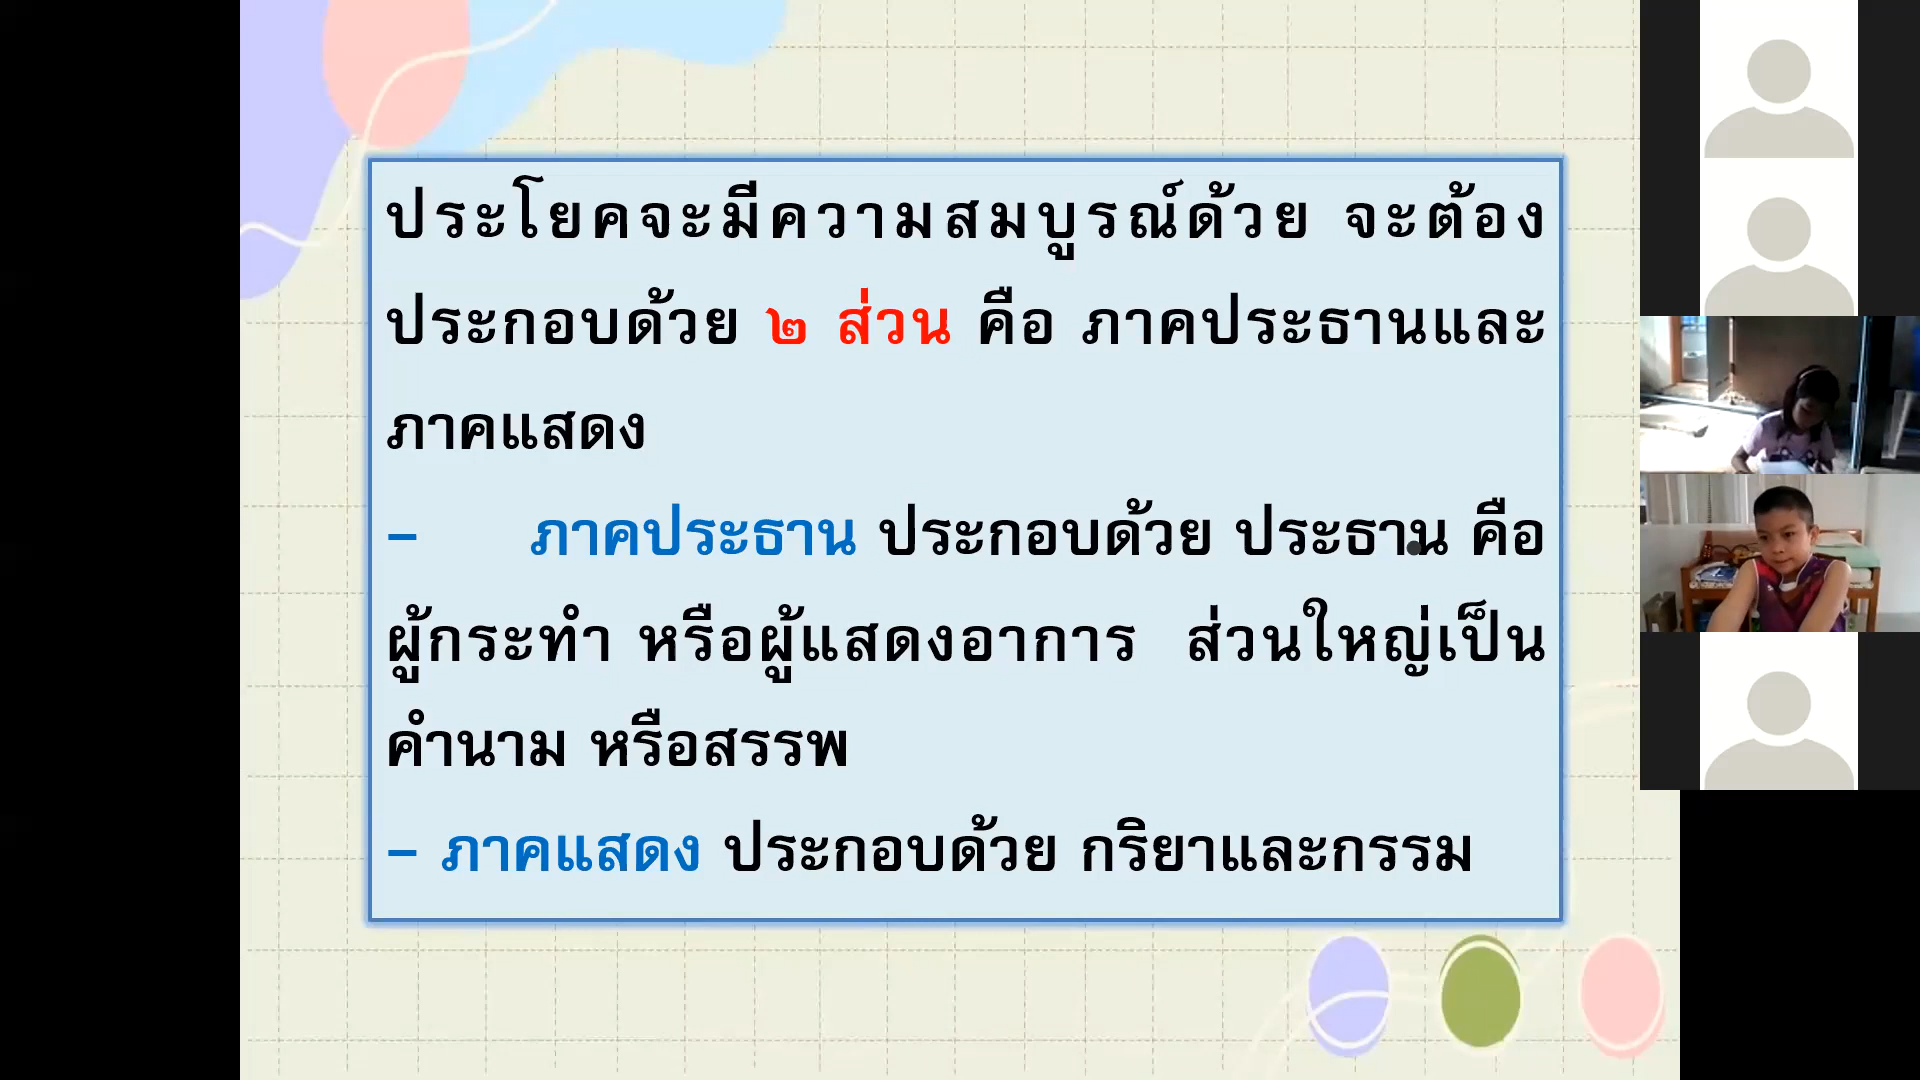 ประโยคจะมีความสมบูรณ์ด้วย จะต้อง
ประกอบด้วย ๒ ส่วน คือ ภาคประธานและ
ภาคแสดง
– ภาคประธาน ประกอบด้วย ประธาน คือ
ผู้กระทำ หรือผู้แสดงอาการ ส่วนใหญ่เป็น
คำนาม หรือสรรพ
– ภาคแสดง ประกอบด้วย กริยาและกรรม